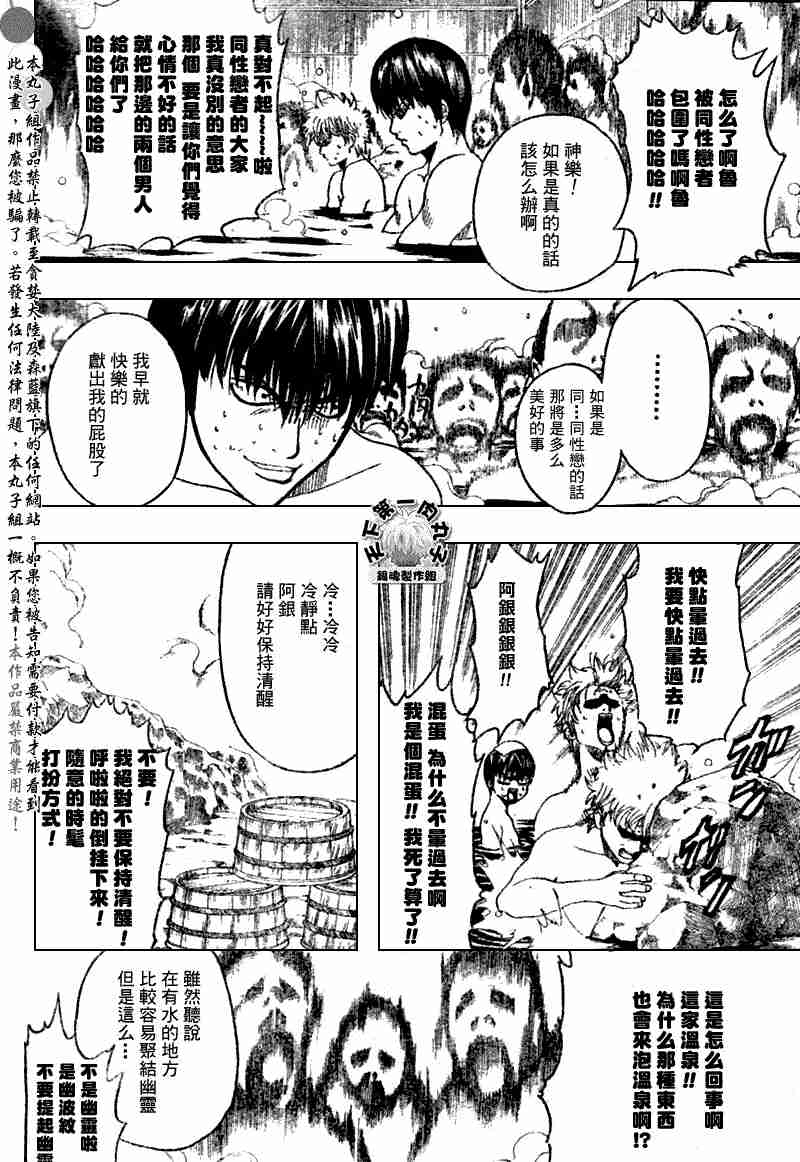 怎么了啊魯
被同性戀者
包圍了嗎啊魯
哈哈哈哈哈!!
神樂！
如果是真的的話
該怎么辦啊
真對不起~~~~啦
同性戀者的大家
我真沒別的意思
那個 要是讓你們覺得
心情不好的話
就把那邊的兩個男人
給你們了
哈哈哈哈哈
………
如果是
同…同性戀的話
那將是多么
美好的事
我早就
快樂的
獻出我的屁股了
快點暈過去!!
我要快點暈過去!!
阿銀銀銀銀!!
混蛋 為什么不暈過去啊
我是個混蛋!! 我死了算了!!
冷…冷冷
冷靜點
阿銀
請好好保持清醒
不要！
我絕對不要保持清醒！
呼啦啦的倒挂下來！
隨意的時髦
打扮方式！
這是怎么回事啊
這家溫泉!!
為什么那種東西
也會來泡溫泉啊!?
雖然聽說
在有水的地方
比較容易聚結幽靈
但是這么…
不是幽靈啦
是幽波紋
不要提起幽靈
天下第一肉丸子
銀魂製作組
本丸子組作品禁止轉載至貪婪大陸及森藍旗下的任何網站。如果您被告知需要付款才能看到
此漫畫，那麼您被騙了。若發生任何法律問題，本丸子組一概不負責！本作品嚴禁商業用途！